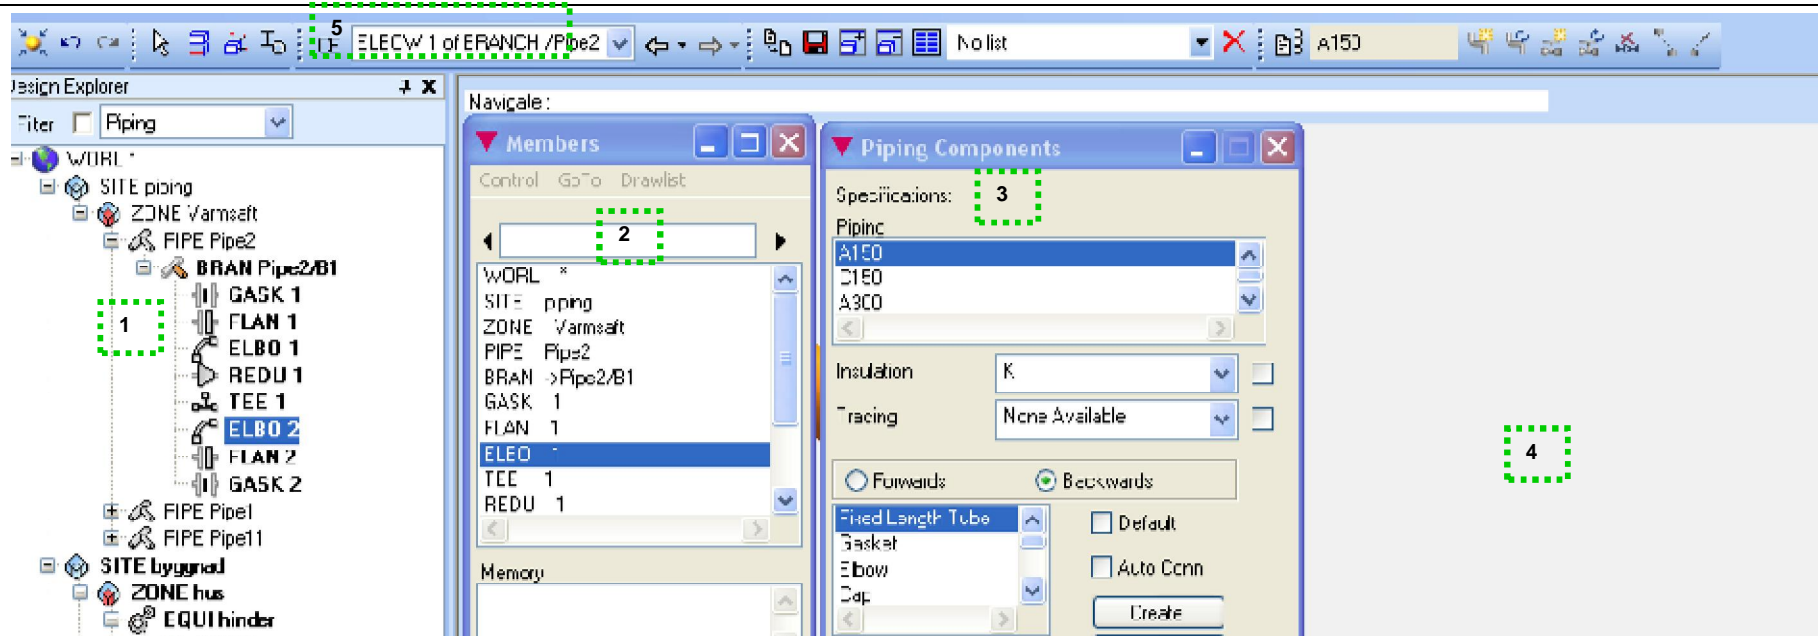 5
ELBOW 1 of BRANCH /Pipe2
No list
A150
Design Explorer
Filter
Piping
WORL *
SITE piping
ZONE Varmsaft
PIPE Pipe2
BRAN Pipe2/B1
GASK 1
FLAN 1
1
ELBO 1
REDU 1
TEE 1
ELBO 2
FLAN 2
GASK 2
PIPE Pipe1
PIPE Pipe11
SITE byggnad
ZONE hus
EQUI hinder
Navigate :
Members
Control GoTo Drawlist
2
WORL *
SITE piping
ZONE Varmsaft
PIPE Pipe2
BRAN ->Pipe2/B1
GASK 1
FLAN 1
ELBO
TEE 1
REDU 1
Memory
Piping Components
Specifications:
3
Piping
A150
A300
Insulation
K
Tracing
None Available
Forwards Backwards
Fixed Length Tube
Gasket
Elbow
Cap
Default
Auto Conn
Create
4